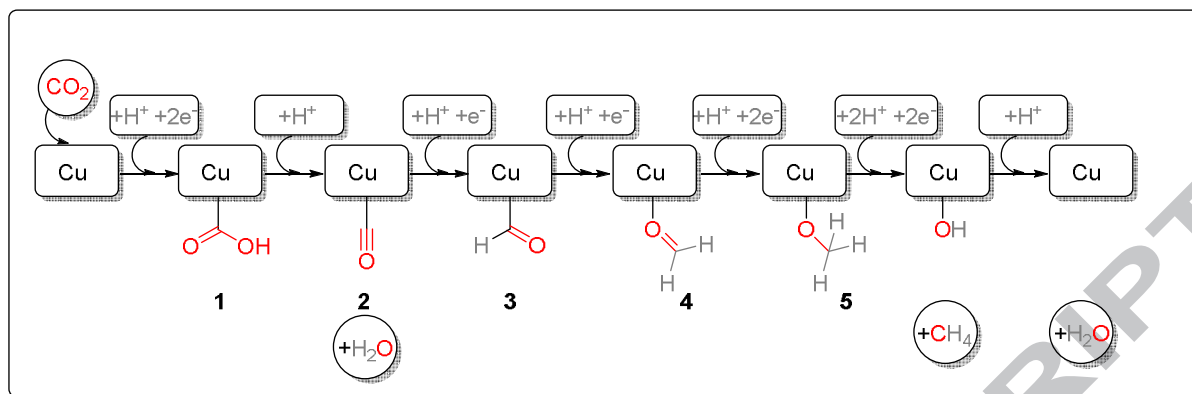 CO₂
+H⁺ +2e⁻
+H⁺
+H⁺ +e⁻
+H⁺ +e⁻
+H⁺ +2e⁻
+2H⁺ +2e⁻
+H⁺
Cu
Cu
Cu
Cu
Cu
Cu
Cu
Cu
O
OH
O
H
O
O
H
H
O
H
H
H
OH
1
2
3
4
5
+H₂O
+CH₄
+H₂O
RIPT